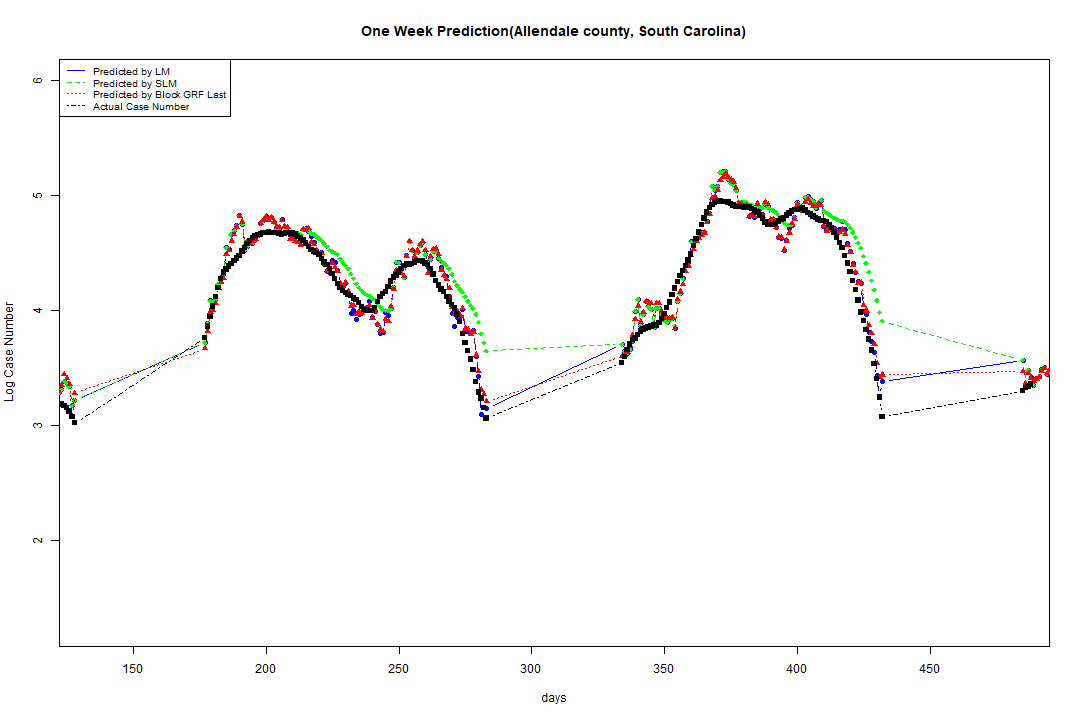 One Week Prediction(Allendale county, South Carolina)
Predicted by LM
Predicted by SLM
Predicted by Block GRF Last
Actual Case Number
6
5
4
3
2
Log Case Number
150
200
250
300
350
400
450
days